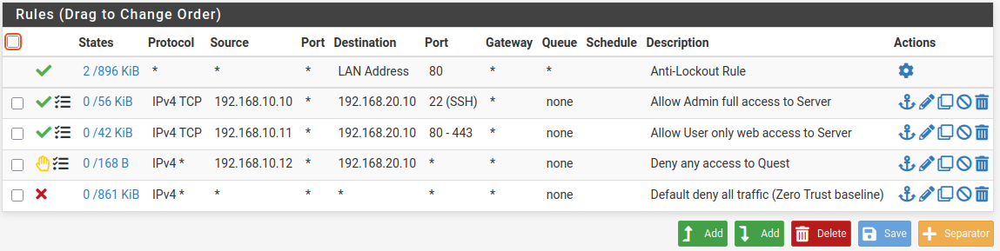 Rules (Drag to Change Order)
States Protocol Source Port Destination Port Gateway Queue Schedule Description Actions
2 /896 KiB * * * LAN Address 80 * * Anti-Lockout Rule
0 /56 KiB IPv4 TCP 192.168.10.10 * 192.168.20.10 22 (SSH) * none Allow Admin full access to Server
0 /42 KiB IPv4 TCP 192.168.10.11 * 192.168.20.10 80 - 443 * none Allow User only web access to Server
0 /168 B IPv4 * 192.168.10.12 * 192.168.20.10 * * none Deny any access to Quest
0 /861 KiB IPv4 * * * * * * none Default deny all traffic (Zero Trust baseline)
Add Add Delete Save Separator